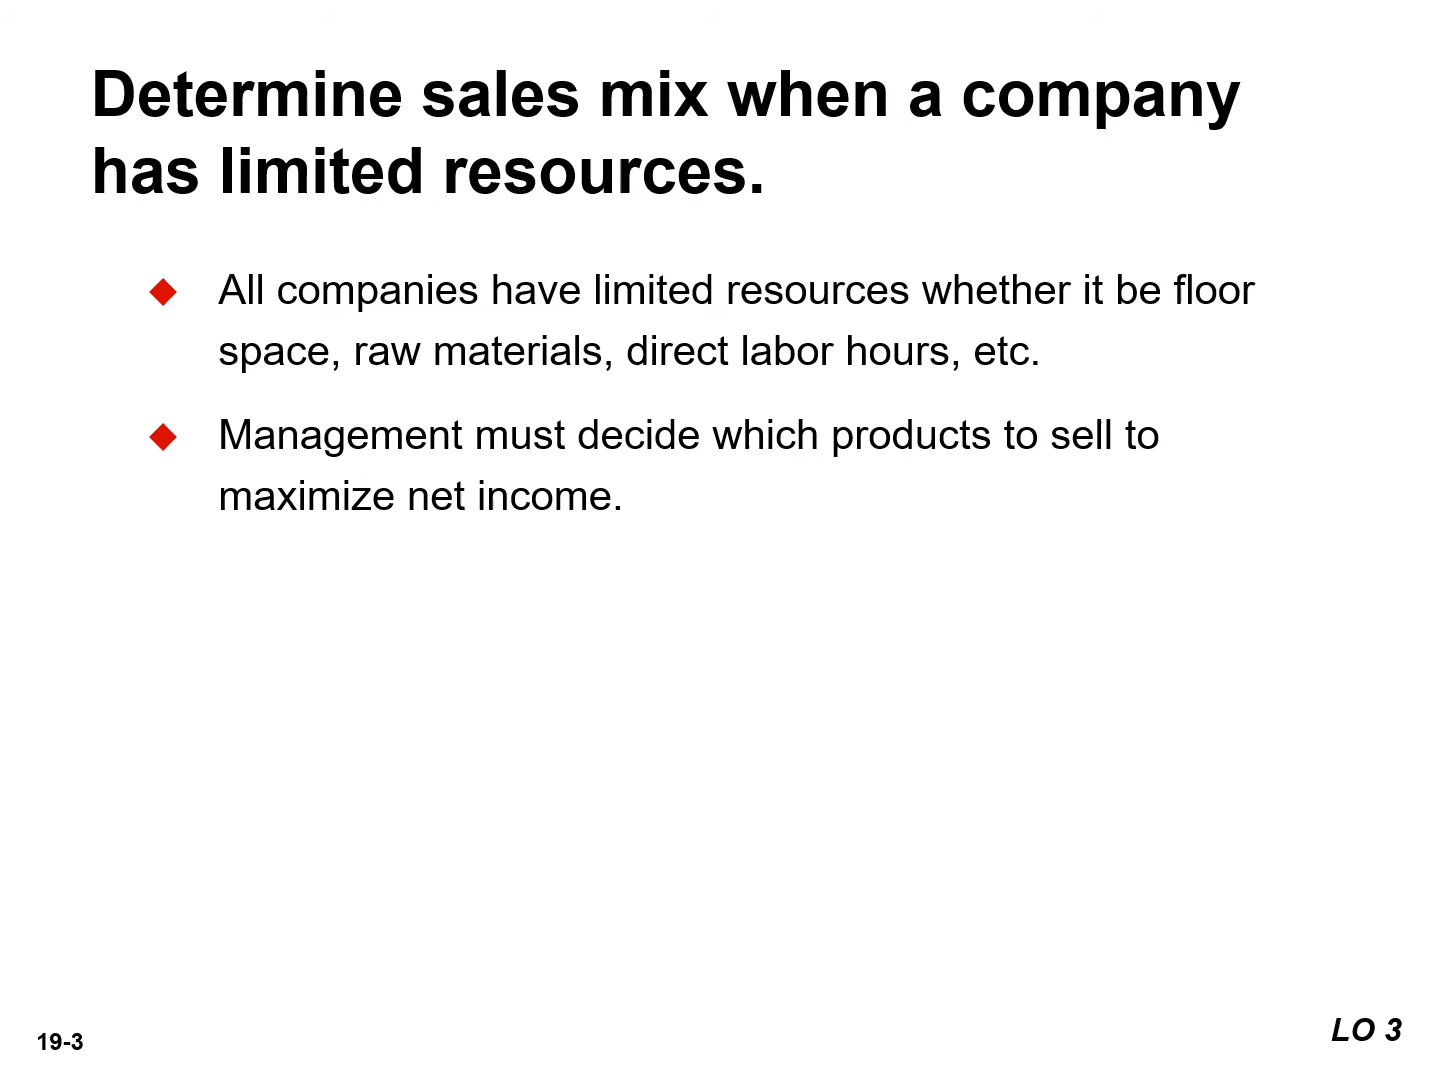 Determine sales mix when a company
has limited resources.
All companies have limited resources whether it be floor
space, raw materials, direct labor hours, etc.
Management must decide which products to sell to
maximize net income.
19-3
LO 3